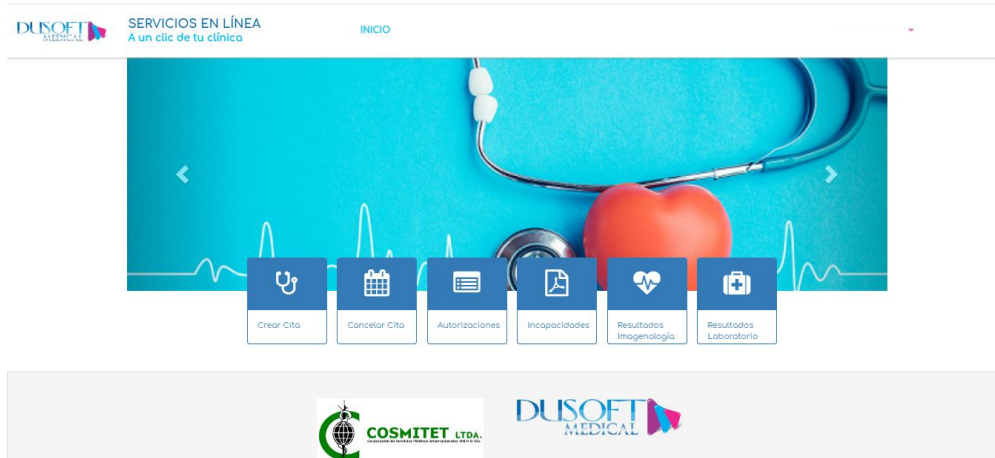 DUSOFT
MEDICAL
SERVICIOS EN LÍNEA
A un clic de tu clínica
INICIO
Crear Cita
Cancelar Cita
Autorizaciones
Incapacidades
Resultados
Imagenología
Resultados
Laboratorio
COSMITET LTDA.
DUSOFT
MEDICAL